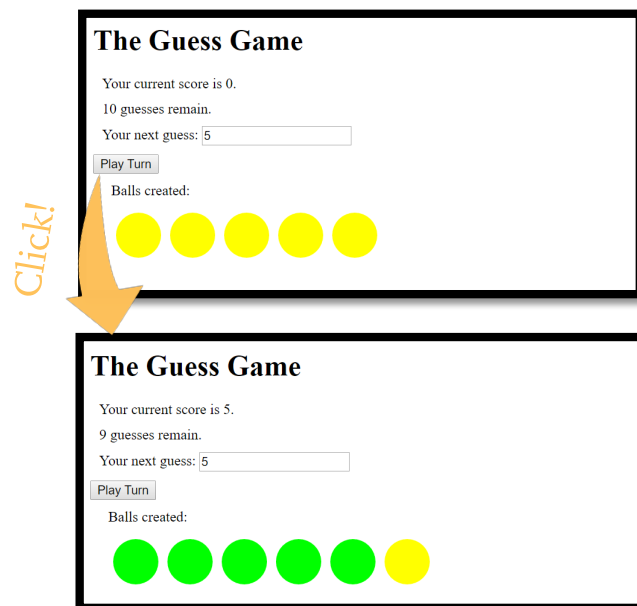 The Guess Game
Your current score is 0.
10 guesses remain.
Your next guess: 5
Play Turn
Balls created:
Click!
The Guess Game
Your current score is 5.
9 guesses remain.
Your next guess: 5
Play Turn
Balls created: